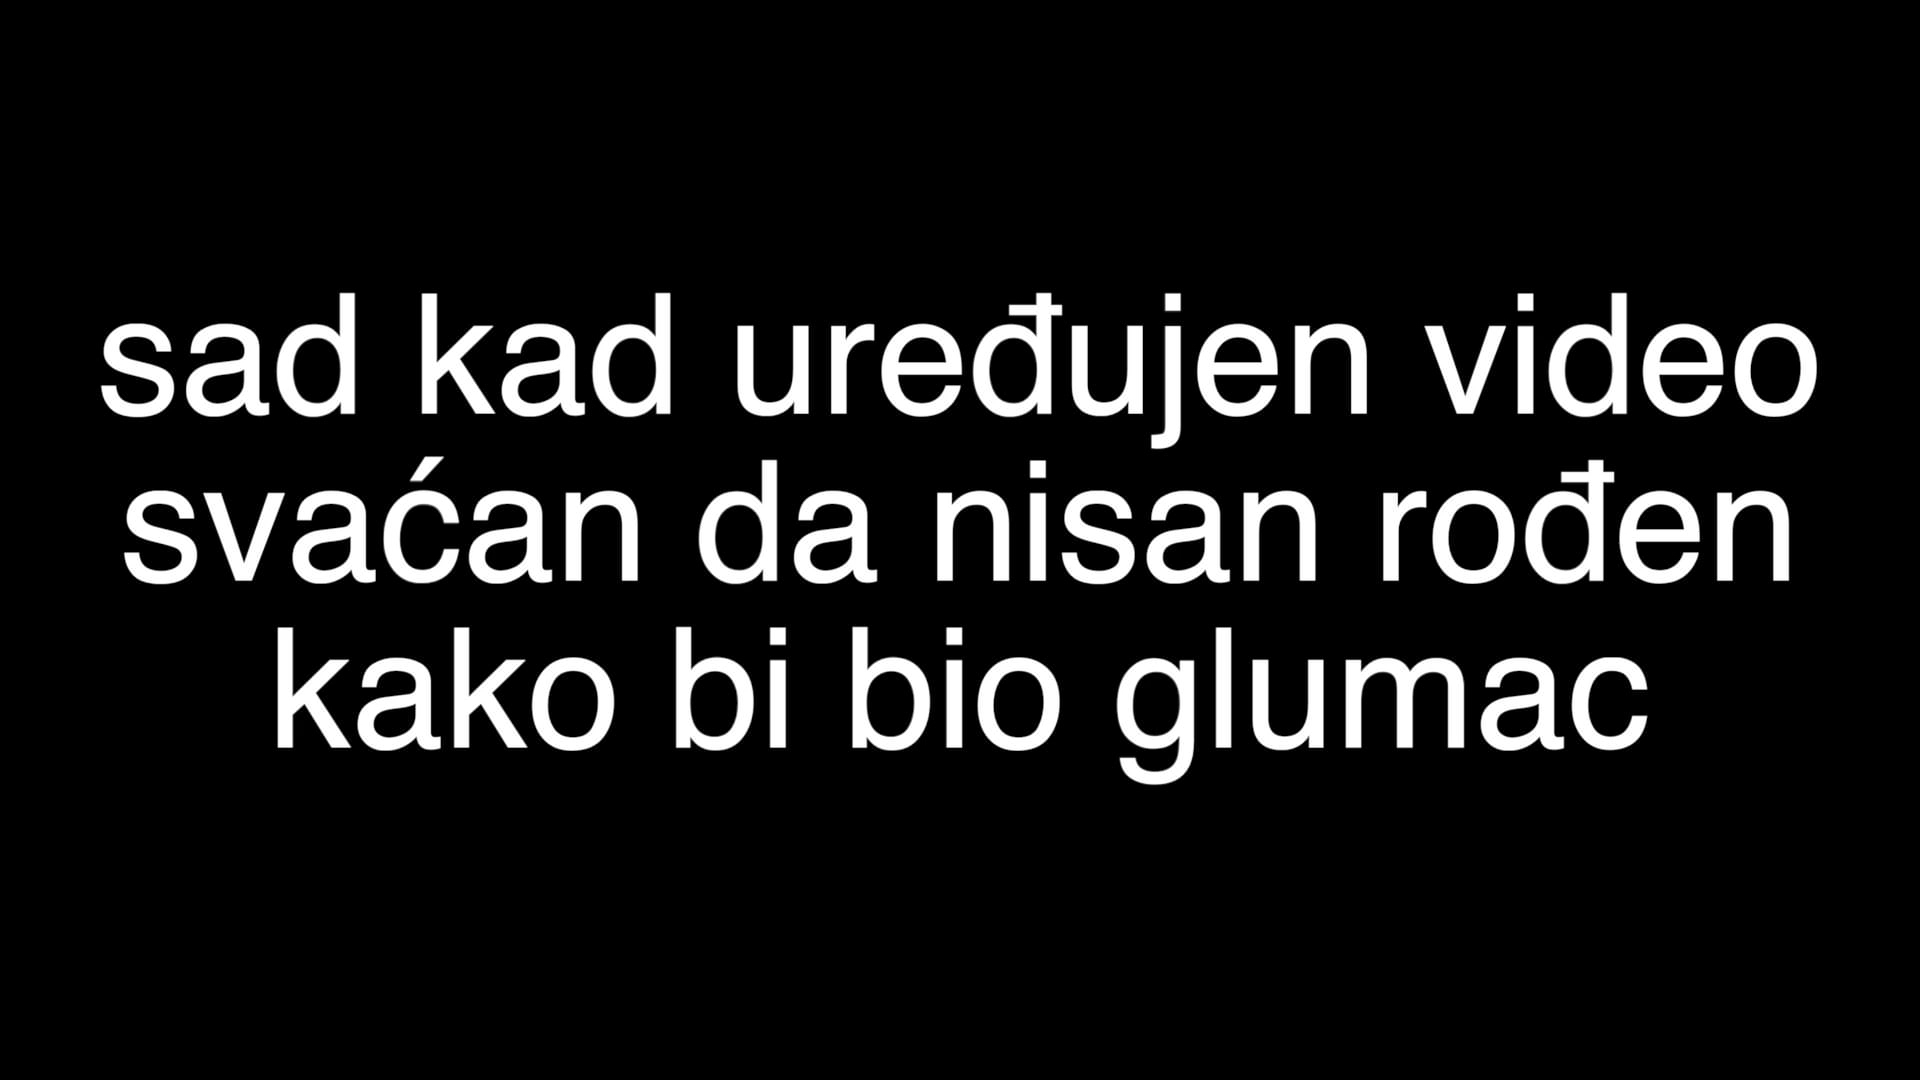 sad kad uređujen video
svaćan da nisan rođen
kako bi bio glumac